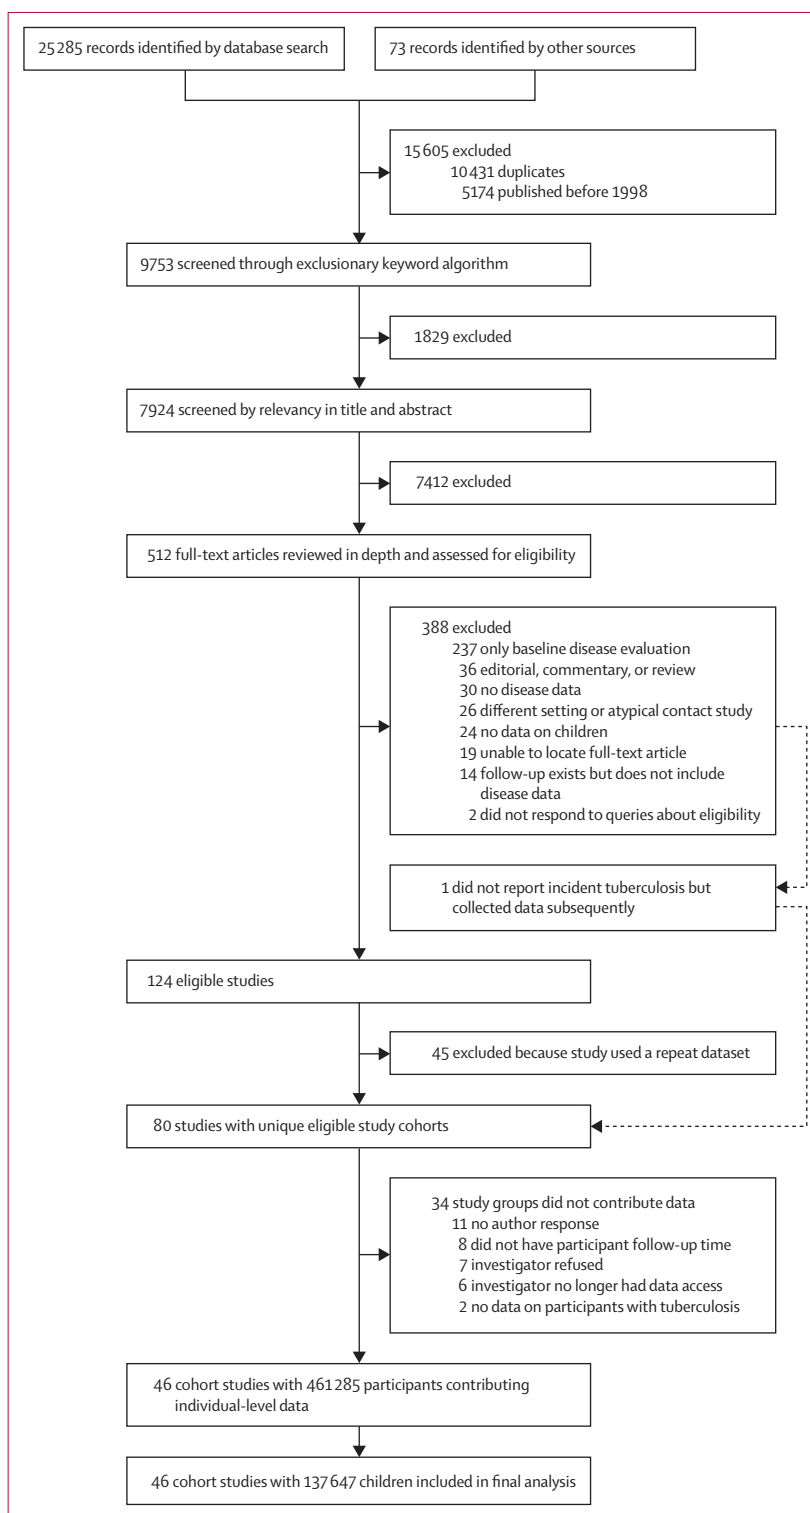 25 285 records identified by database search
73 records identified by other sources
15 605 excluded
10 431 duplicates
5174 published before 1998
9753 screened through exclusionary keyword algorithm
1829 excluded
7924 screened by relevancy in title and abstract
7412 excluded
512 full-text articles reviewed in depth and assessed for eligibility
388 excluded
237 only baseline disease evaluation
36 editorial, commentary, or review
30 no disease data
26 different setting or atypical contact study
24 no data on children
19 unable to locate full-text article
14 follow-up exists but does not include
disease data
2 did not respond to queries about eligibility
1 did not report incident tuberculosis but
collected data subsequently
124 eligible studies
45 excluded because study used a repeat dataset
80 studies with unique eligible study cohorts
34 study groups did not contribute data
11 no author response
8 did not have participant follow-up time
7 investigator refused
6 investigator no longer had data access
2 no data on participants with tuberculosis
46 cohort studies with 461 285 participants contributing
individual-level data
46 cohort studies with 137 647 children included in final analysis